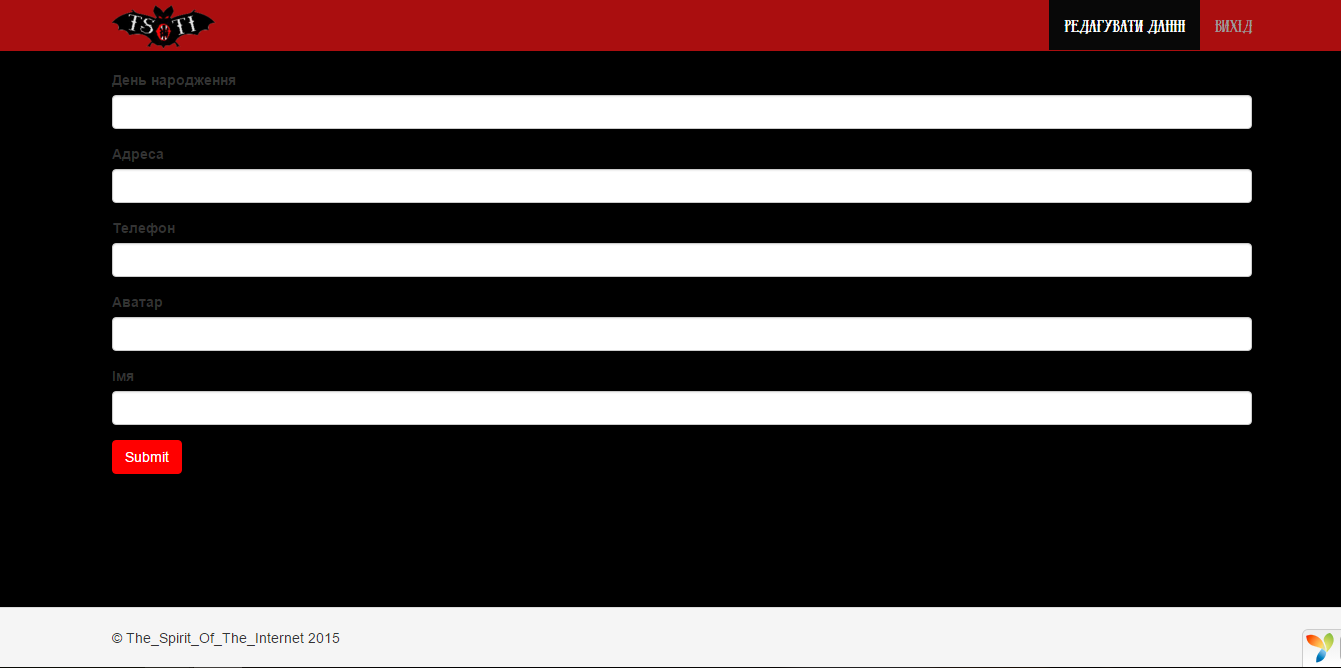 TSOTI
РЕДАГУВАТИ ДАННІ
ВИХІД
День народження
Адреса
Телефон
Аватар
Імя
Submit
© The_Spirit_Of_The_Internet 2015